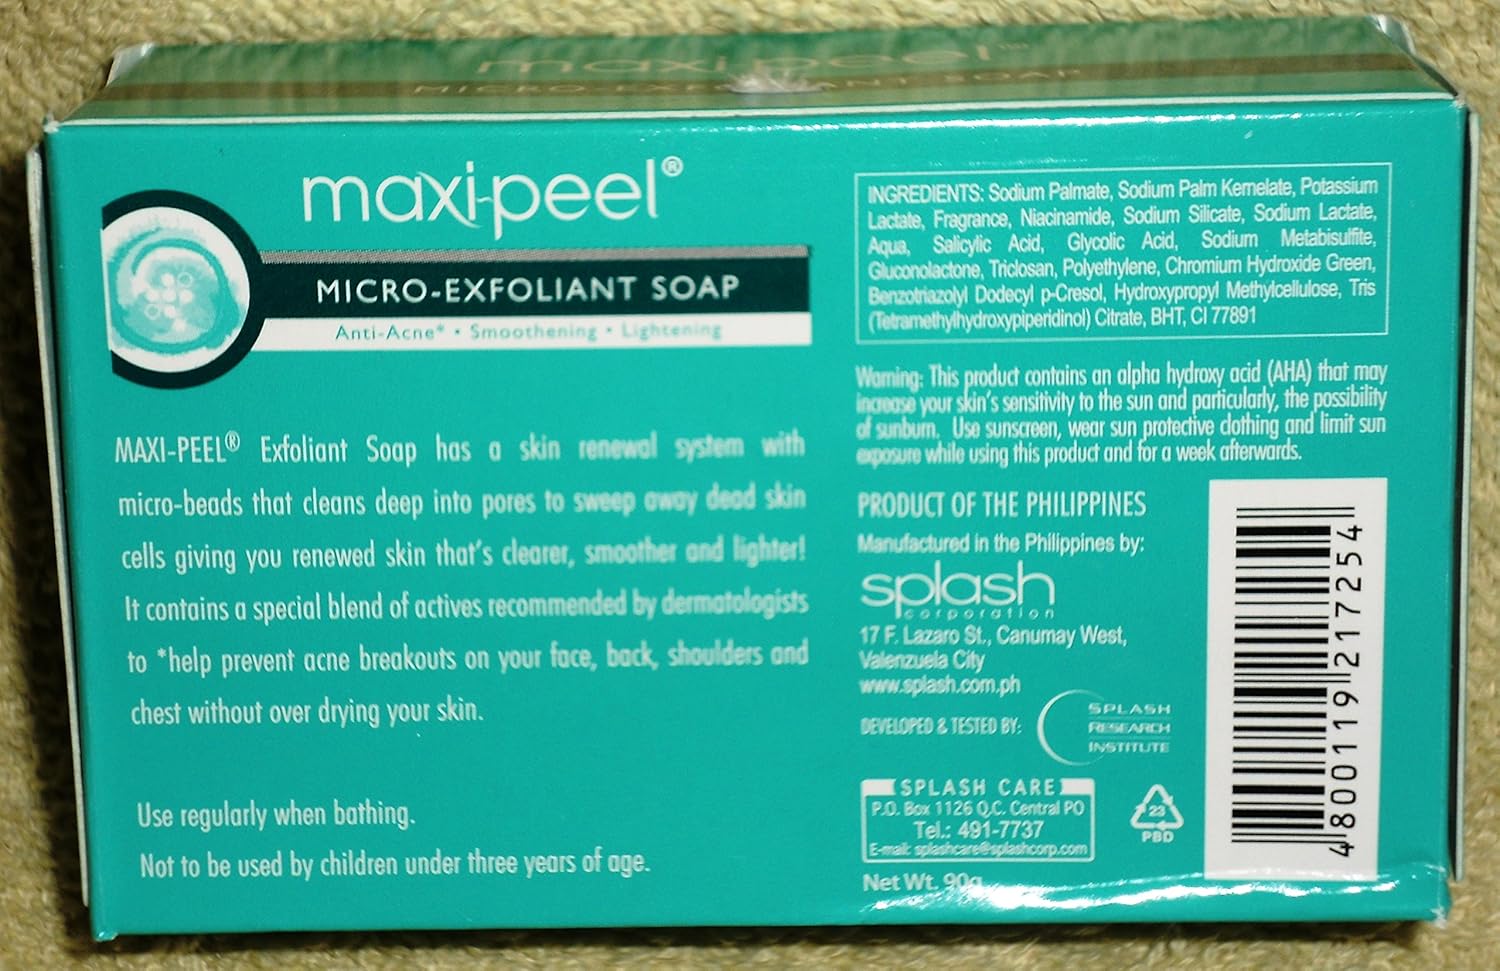 maxi-peel™
MICRO-EXFOLIANT SOAP
maxi-peel®
MICRO-EXFOLIANT SOAP
Anti-Acne* • Smoothening • Lightening
MAXI-PEEL® Exfoliant Soap has a skin renewal system with
micro-beads that cleans deep into pores to sweep away dead skin
cells giving you renewed skin that's clearer, smoother and lighter!
It contains a special blend of actives recommended by dermatologists
to *help prevent acne breakouts on your face, back, shoulders and
chest without over drying your skin.
Use regularly when bathing.
Not to be used by children under three years of age.
INGREDIENTS: Sodium Palmate, Sodium Palm Kernelate, Potassium
Lactate, Fragrance, Niacinamide, Sodium Silicate, Sodium Lactate,
Aqua, Salicylic Acid, Glycolic Acid, Sodium Metabisulfite,
Gluconolactone, Triclosan, Polyethylene, Chromium Hydroxide Green,
Benzotriazolyl Dodecyl p-Cresol, Hydroxypropyl Methylcellulose, Tris
(Tetramethylhydroxypiperidinol) Citrate, BHT, CI 77891
Warning: This product contains an alpha hydroxy acid (AHA) that may
increase your skin's sensitivity to the sun and particularly, the possibility
of sunburn. Use sunscreen, wear sun protective clothing and limit sun
exposure while using this product and for a week afterwards.
PRODUCT OF THE PHILIPPINES
Manufactured in the Philippines by:
splash
corporation
17 F. Lazaro St., Canumay West,
Valenzuela City
www.splash.com.ph
DEVELOPED & TESTED BY:
SPLASH
RESEARCH
INSTITUTE
SPLASH CARE
P.O. Box 1126 Q.C. Central PO
Tel.: 491-7737
E-mail: splashcare@splashcorp.com
23
PBD
Net Wt. 90g
4 800119 217254